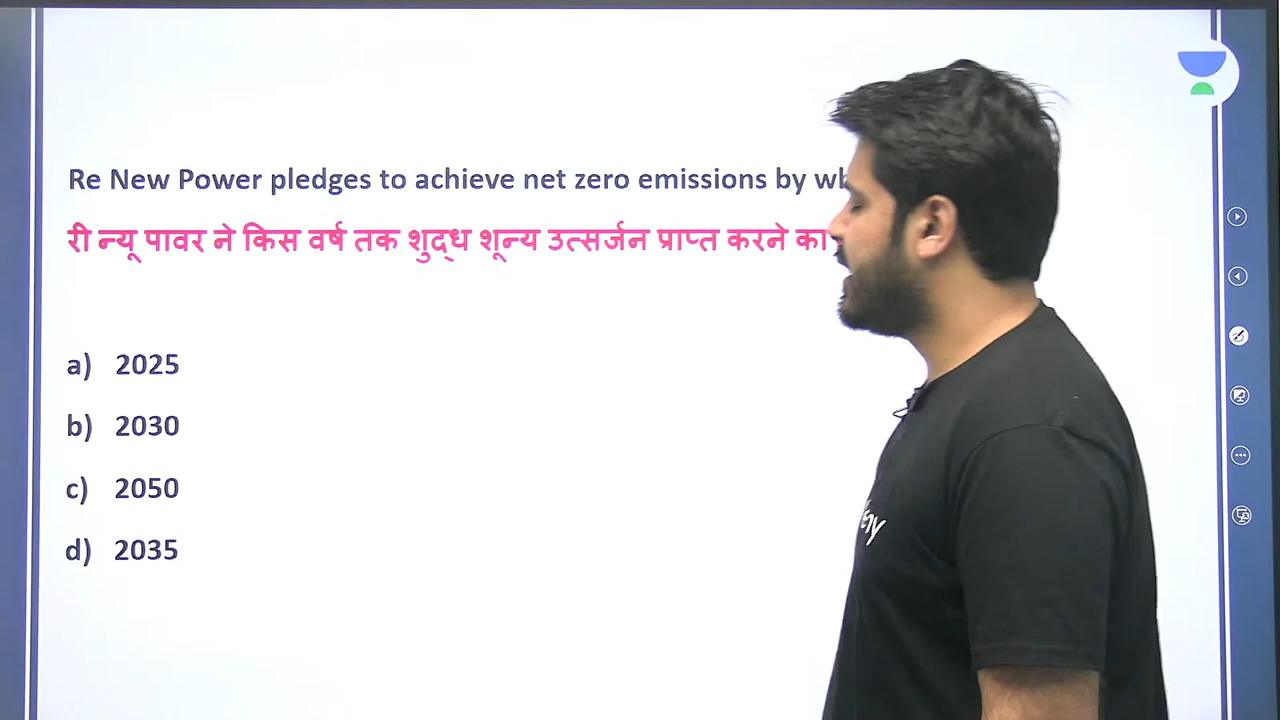 Re New Power pledges to achieve net zero emissions by
री न्यू पावर ने किस वर्ष तक शुद्ध शून्य उत्सर्जन प्राप्त करने का
a) 2025
b) 2030
c) 2050
d) 2035